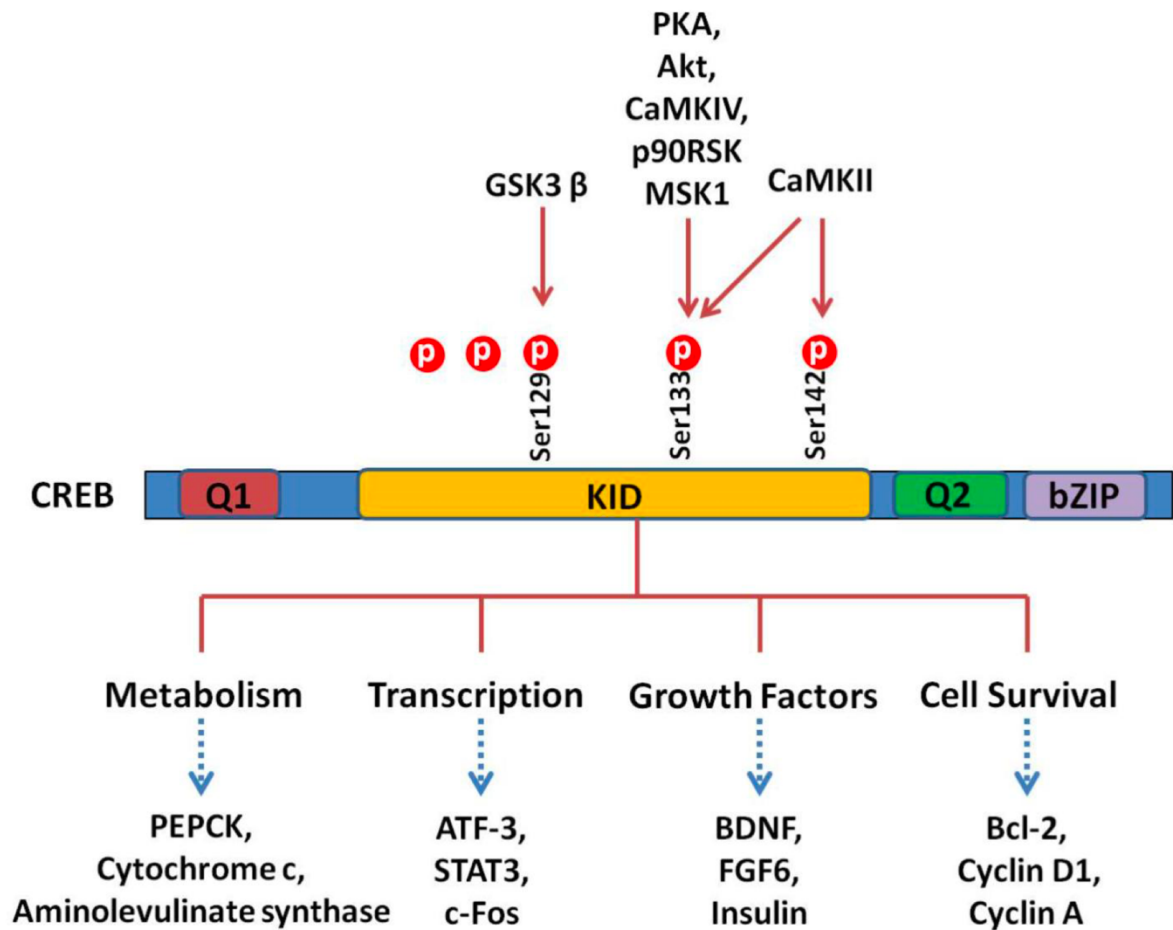 PKA,
Akt,
CaMKIV,
p90RSK
MSK1
GSK3 β
CaMKII
p p p p p
Ser129 Ser133 Ser142
CREB Q1 KID Q2 bZIP
Metabolism Transcription Growth Factors Cell Survival
PEPCK,
Cytochrome c,
Aminolevulinate synthase
ATF-3,
STAT3,
c-Fos
BDNF,
FGF6,
Insulin
Bcl-2,
Cyclin D1,
Cyclin A